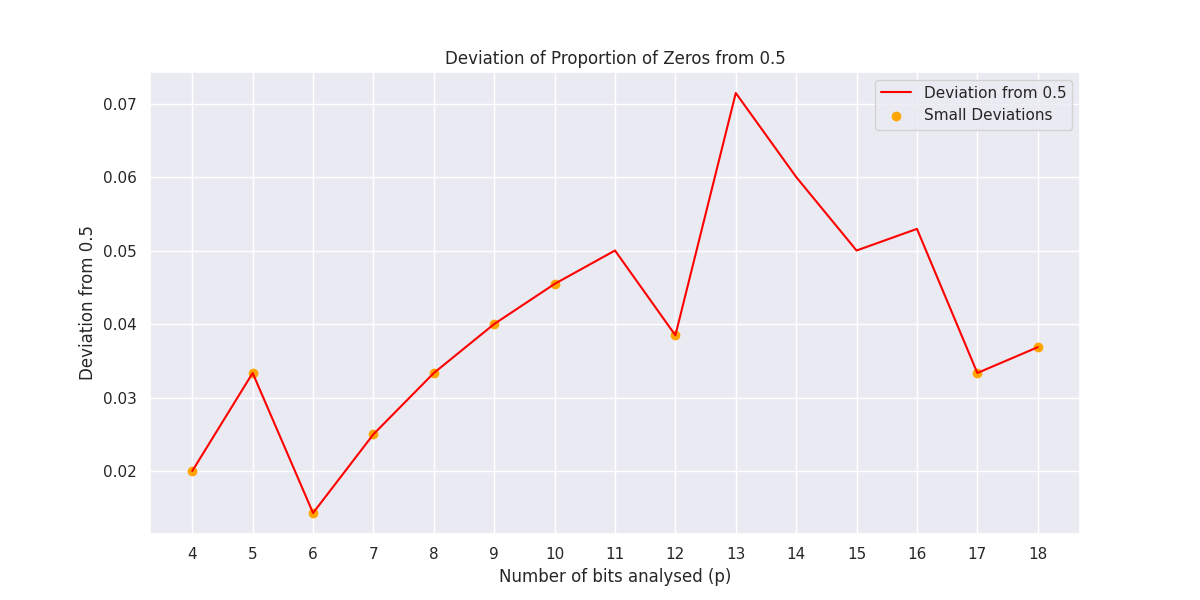 Deviation of Proportion of Zeros from 0.5
Deviation from 0.5
Small Deviations
0.07
0.06
0.05
0.04
0.03
0.02
Deviation from 0.5
4 5 6 7 8 9 10 11 12 13 14 15 16 17 18
Number of bits analysed (p)